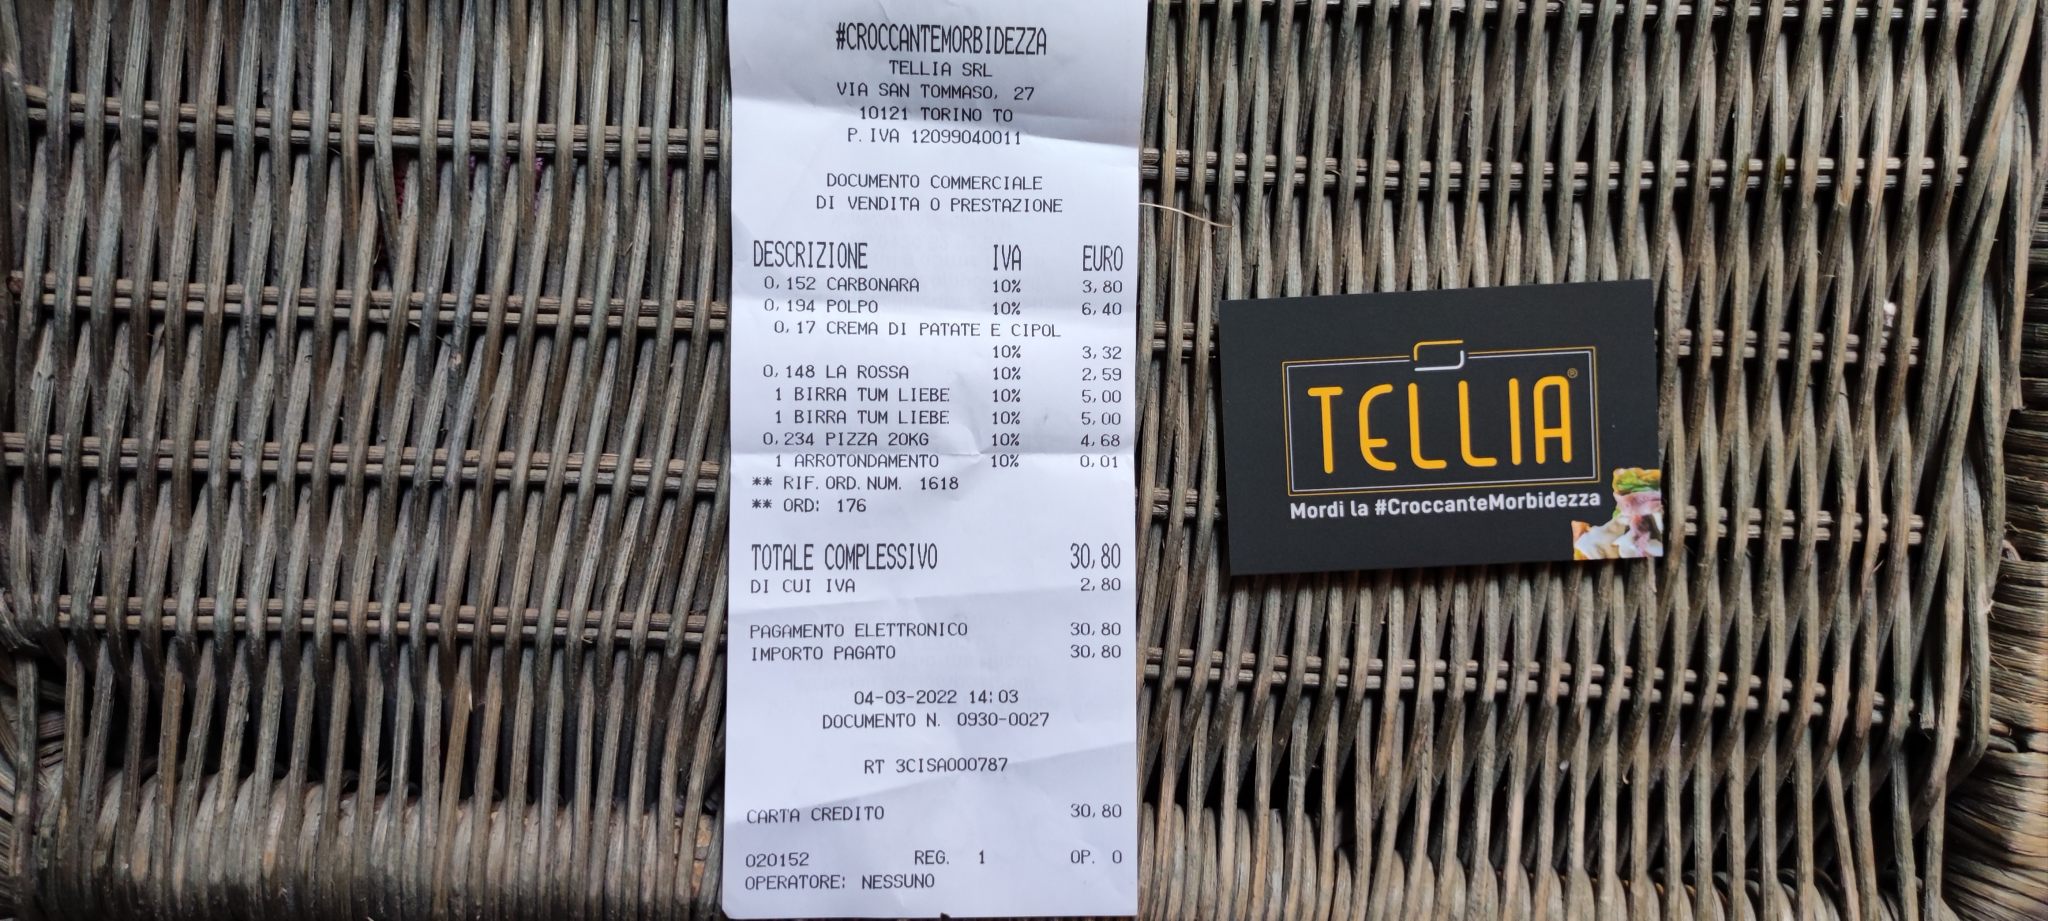 #CROCCANTEMORBIDEZZA
TELLIA SRL
VIA SAN TOMMASO, 27
10121 TORINO TO
P.IVA 12099040011
DOCUMENTO COMMERCIALE
DI VENDITA O PRESTAZIONE
DESCRIZIONE IVA EURO
0,152 CARBONARA 10% 3,80
0,194 POLPO 10% 6,40
0,17 CREMA DI PATATE E CIPOL
10% 3,32
0,148 LA ROSSA 10% 2,59
1 BIRRA TUM LIEBE 10% 5,00
1 BIRRA TUM LIEBE 10% 5,00
0,234 PIZZA 20KG 10% 4,68
1 ARROTONDAMENTO 10% 0,01
** RIF.ORD.NUM. 1618
** ORD: 176
TOTALE COMPLESSIVO 30,80
DI CUI IVA 2,80
PAGAMENTO ELETTRONICO 30,80
IMPORTO PAGATO 30,80
04-03-2022 14:03
DOCUMENTO N. 0930-0027
RT 3CISA000787
CARTA CREDITO 30,80
020152 REG. 1 OP. 0
OPERATORE: NESSUNO
TELLIA®
Mordi la #CroccanteMorbidezza